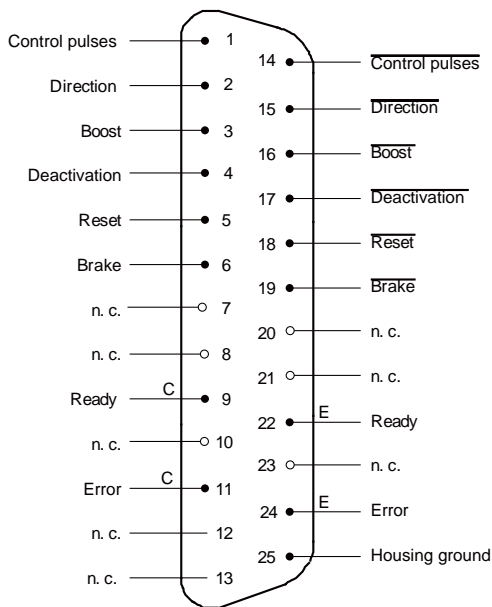 Control pulses 1
14 Control pulses
Direction 2
15 Direction
Boost 3
16 Boost
Deactivation 4
17 Deactivation
Reset 5
18 Reset
Brake 6
19 Brake
n. c. 7
20 n. c.
n. c. 8
21 n. c.
Ready C 9
22 E Ready
n. c. 10
23 n. c.
Error C 11
24 E Error
n. c. 12
25 Housing ground
n. c. 13